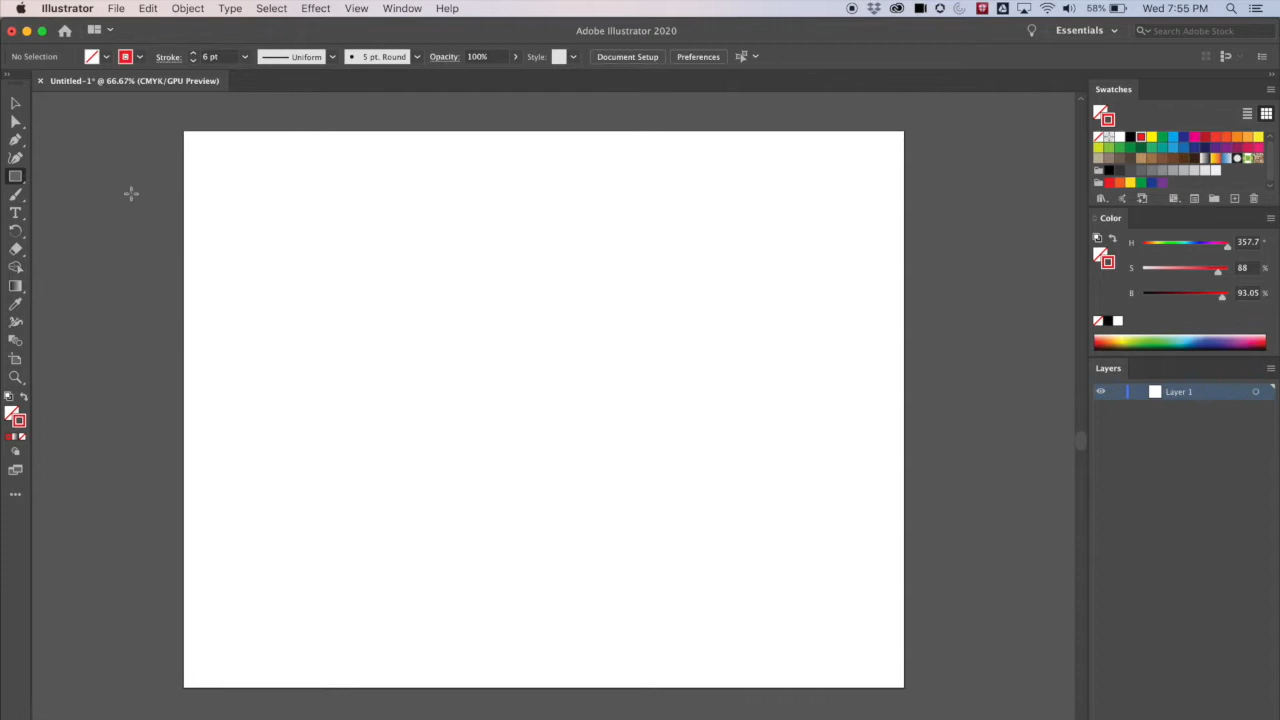 Illustrator File Edit Object Type Select Effect View Window Help 58% Wed 7:55 PM
Adobe Illustrator 2020 Essentials Search Adobe Stock
No Selection Stroke: 6 pt Uniform 5 pt. Round Opacity: 100% Style: Document Setup Preferences
Untitled-1* @ 66.67% (CMYK/GPU Preview)
Swatches
Color
H 357.7 °
S 88 %
B 93.05 %
Layers
Layer 1